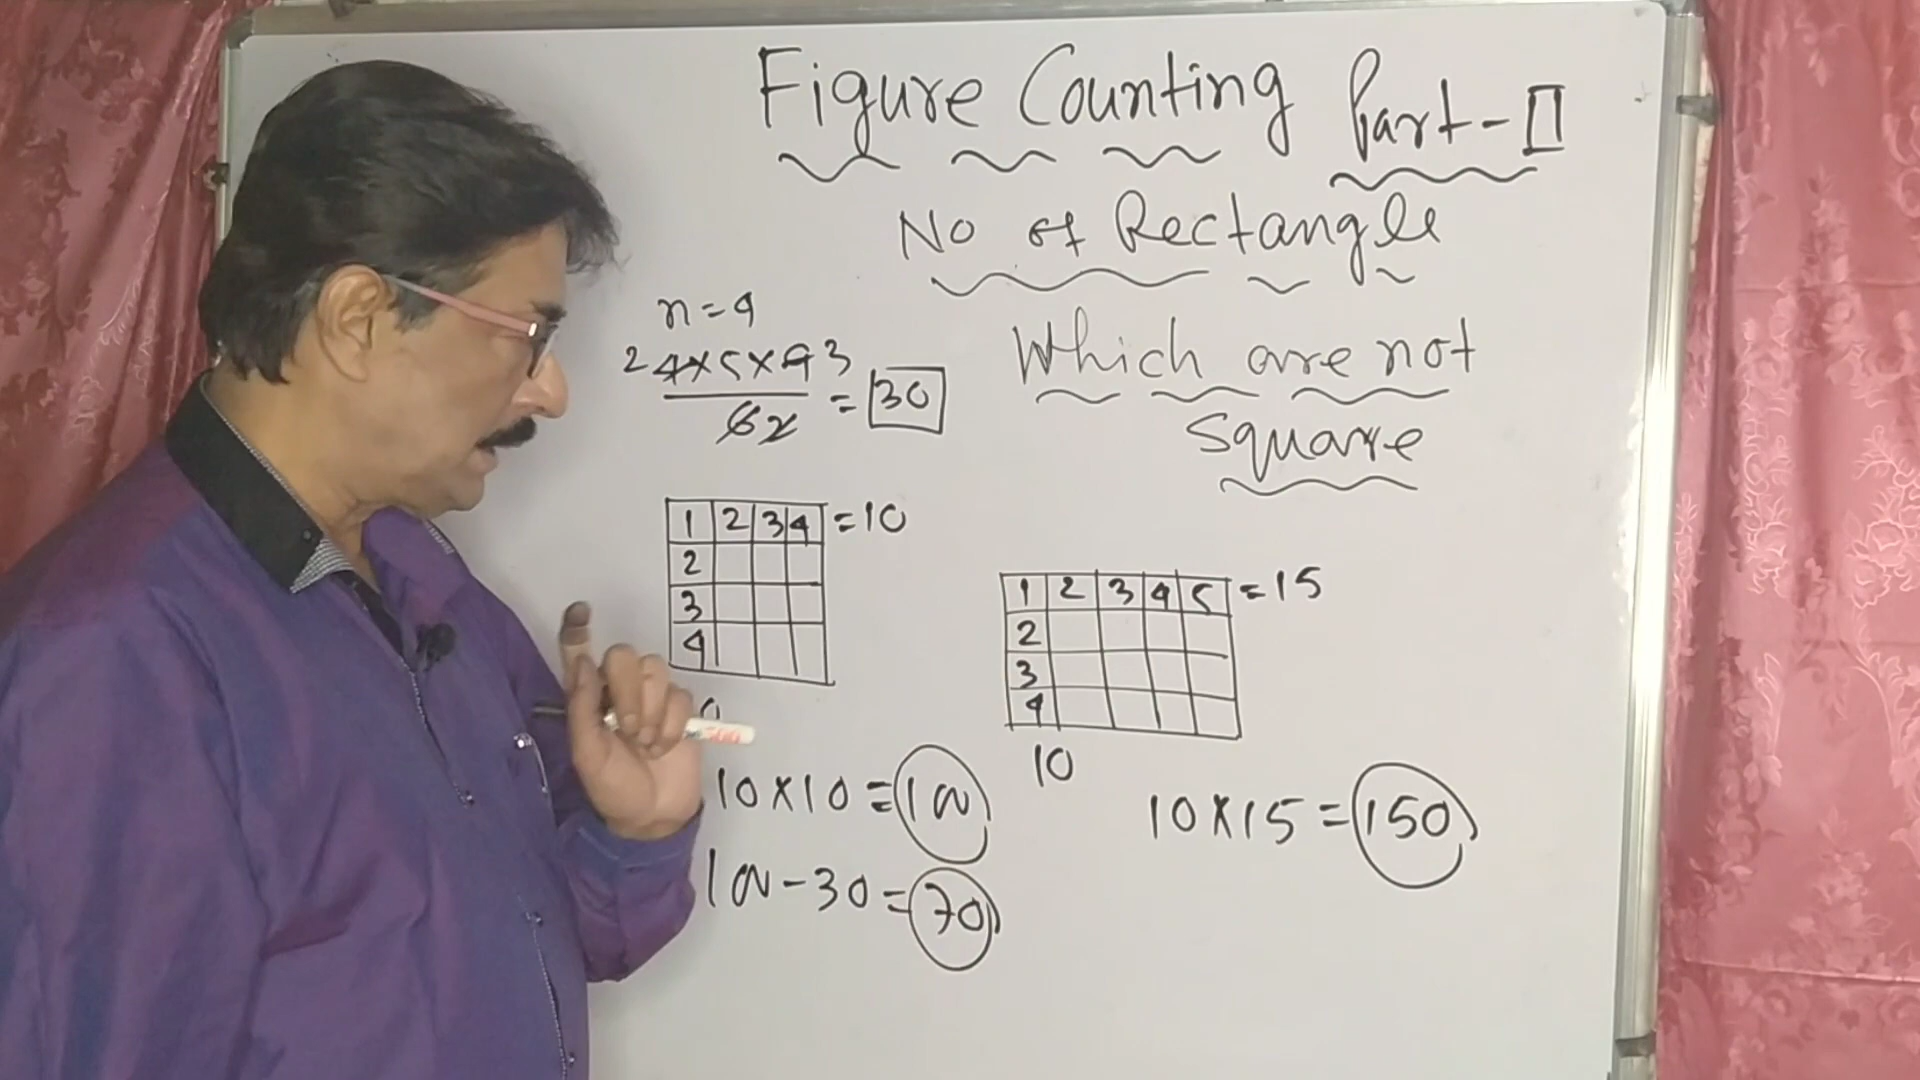 Figure Counting Part-II
No of Rectangle
Which are not
Square
n=4
2 4×5×9 3
62
= 30
1 2 3 4 =10
2
3
4
0
10×10=100
100-30=70
1 2 3 4 5 =15
2
3
4
10
10×15=150